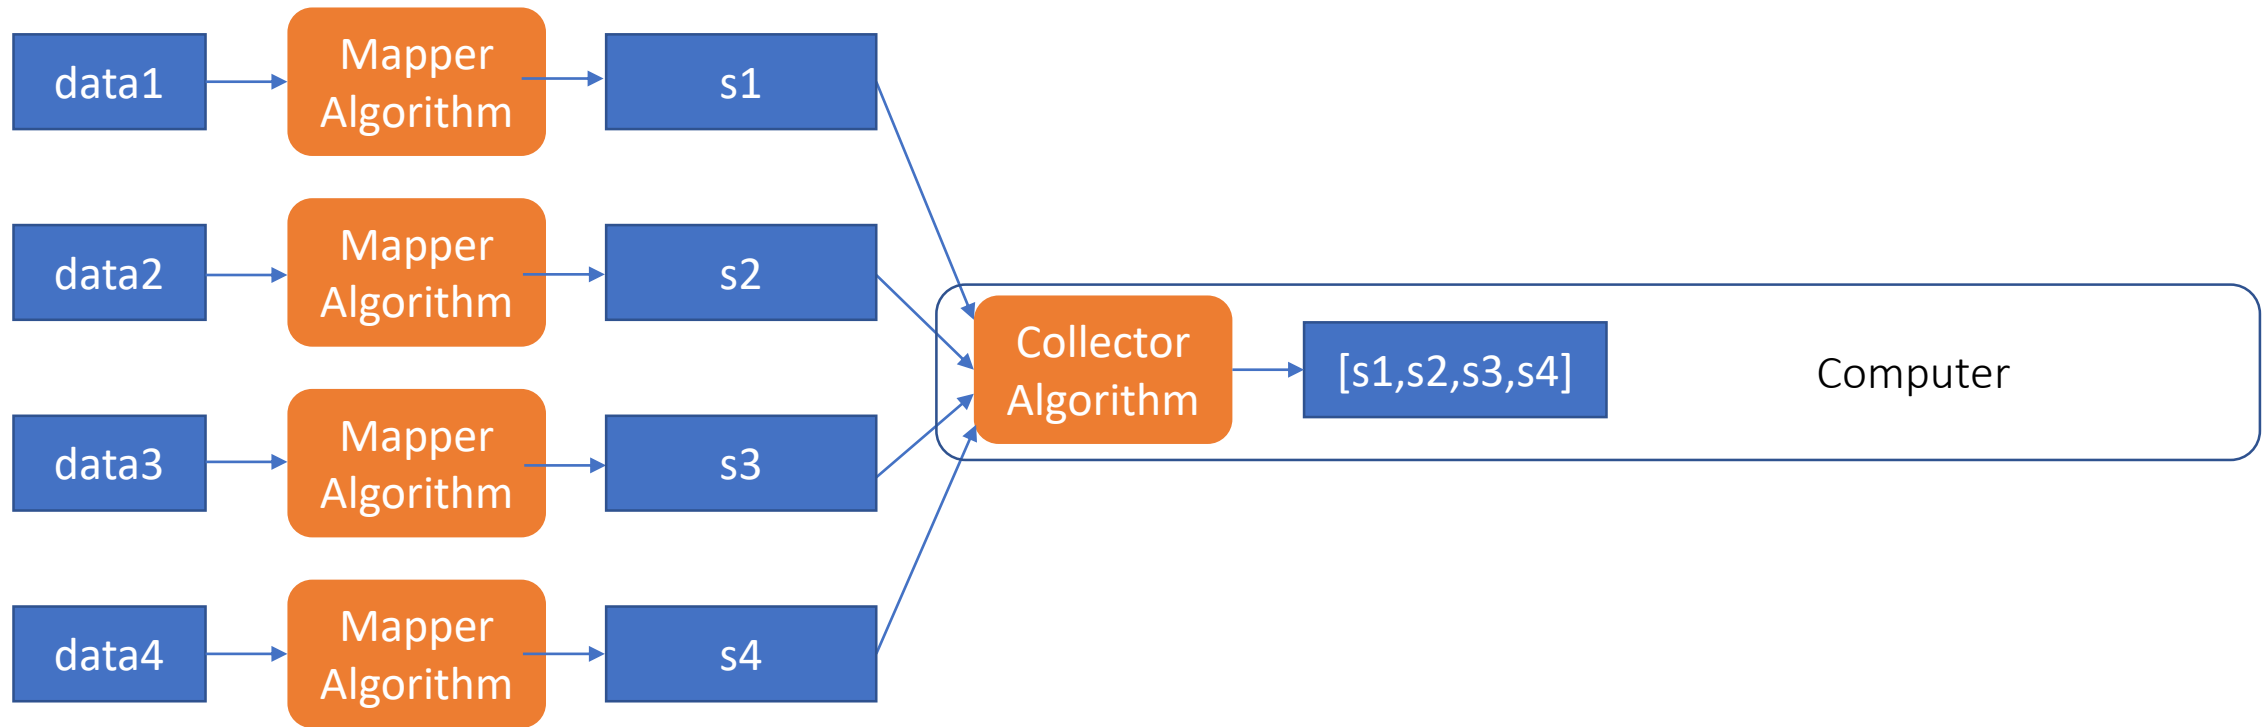 data1
Mapper
Algorithm
s1
data2
Mapper
Algorithm
s2
data3
Mapper
Algorithm
s3
data4
Mapper
Algorithm
s4
Collector
Algorithm
[s1,s2,s3,s4]
Computer